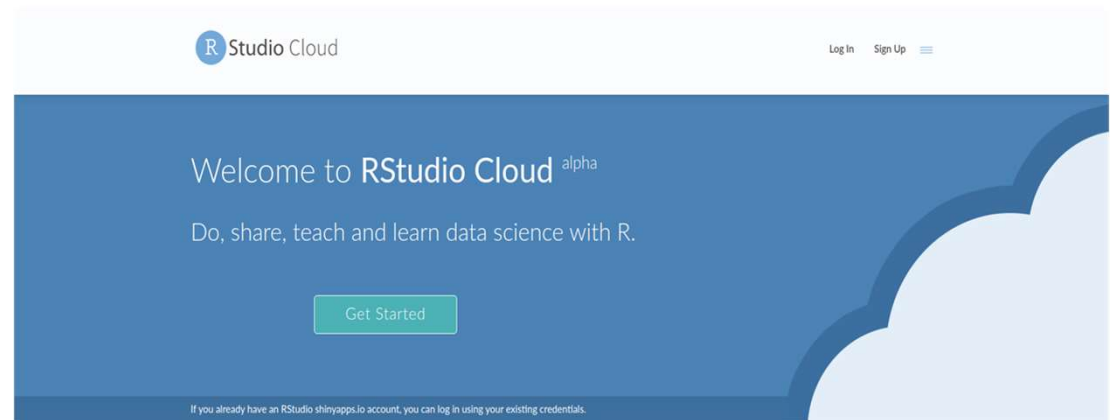 R Studio Cloud
Log In Sign Up
Welcome to RStudio Cloud alpha
Do, share, teach and learn data science with R.
Get Started
If you already have an RStudio shinyapps.io account, you can log in using your existing credentials.